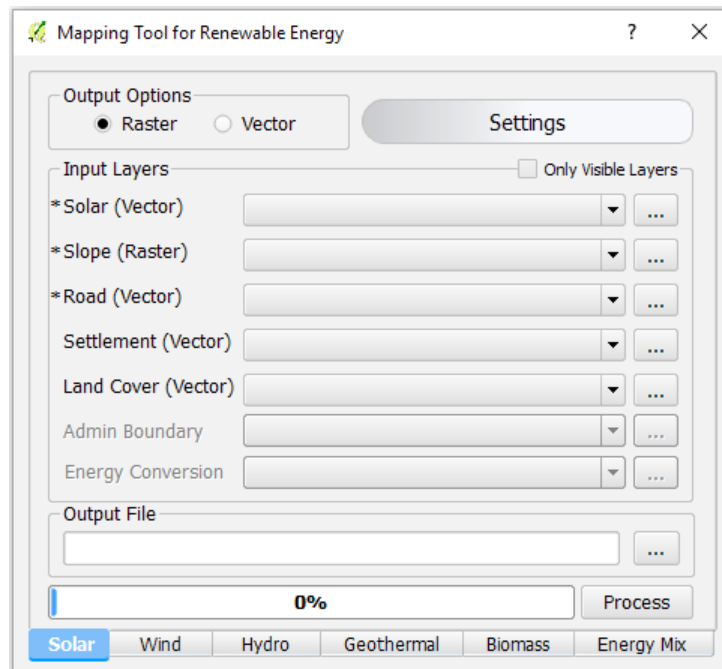 Mapping Tool for Renewable Energy ?
Output Options
Raster Vector
Settings
Input Layers Only Visible Layers
*Solar (Vector) ...
*Slope (Raster) ...
*Road (Vector) ...
Settlement (Vector) ...
Land Cover (Vector) ...
Admin Boundary ...
Energy Conversion ...
Output File
...
0% Process
Solar Wind Hydro Geothermal Biomass Energy Mix